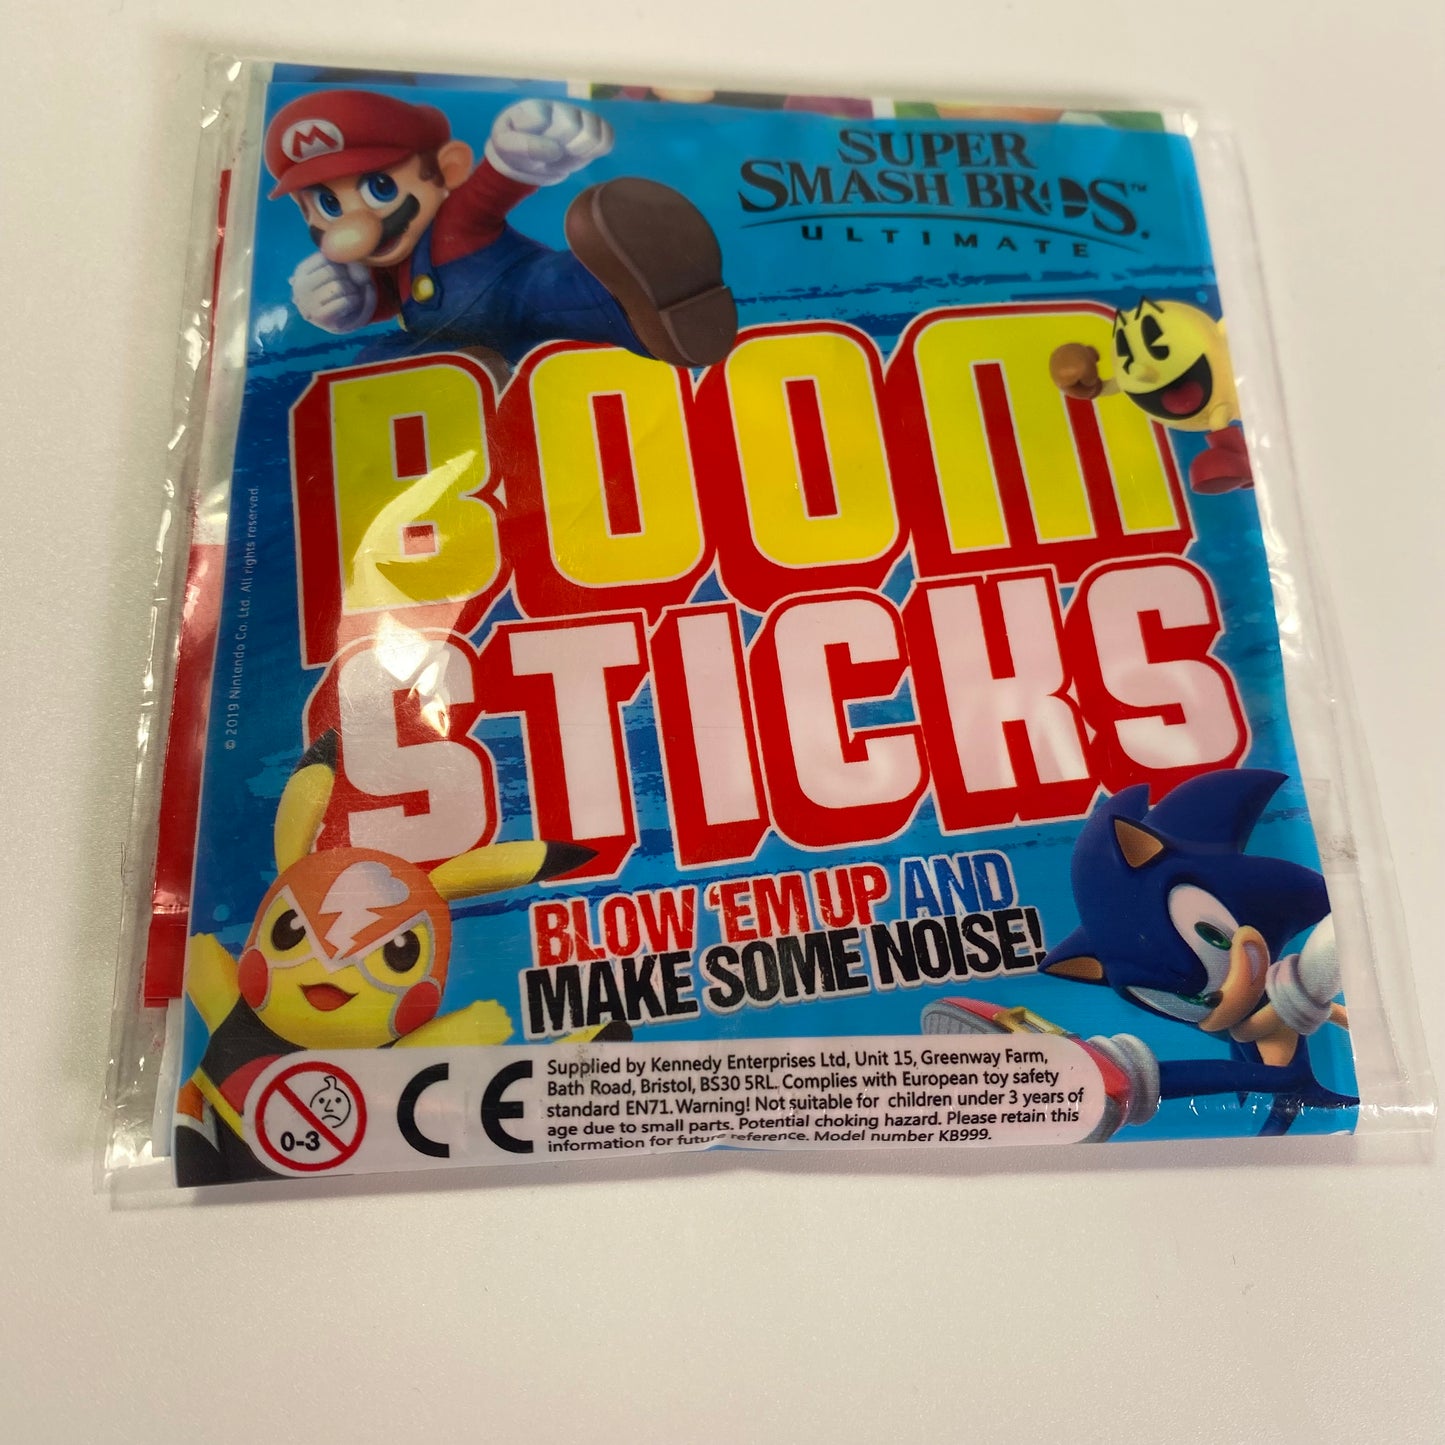 M
SUPER
SMASH BROS.™
ULTIMATE
BOOM
STICKS
BLOW 'EM UP AND
MAKE SOME NOISE!
© 2019 Nintendo Co. Ltd. All rights reserved.
0-3
CE
Supplied by Kennedy Enterprises Ltd, Unit 15, Greenway Farm,
Bath Road, Bristol, BS30 5RL. Complies with European toy safety
standard EN71. Warning! Not suitable for children under 3 years of
age due to small parts. Potential choking hazard. Please retain this
information for future reference. Model number KB999.